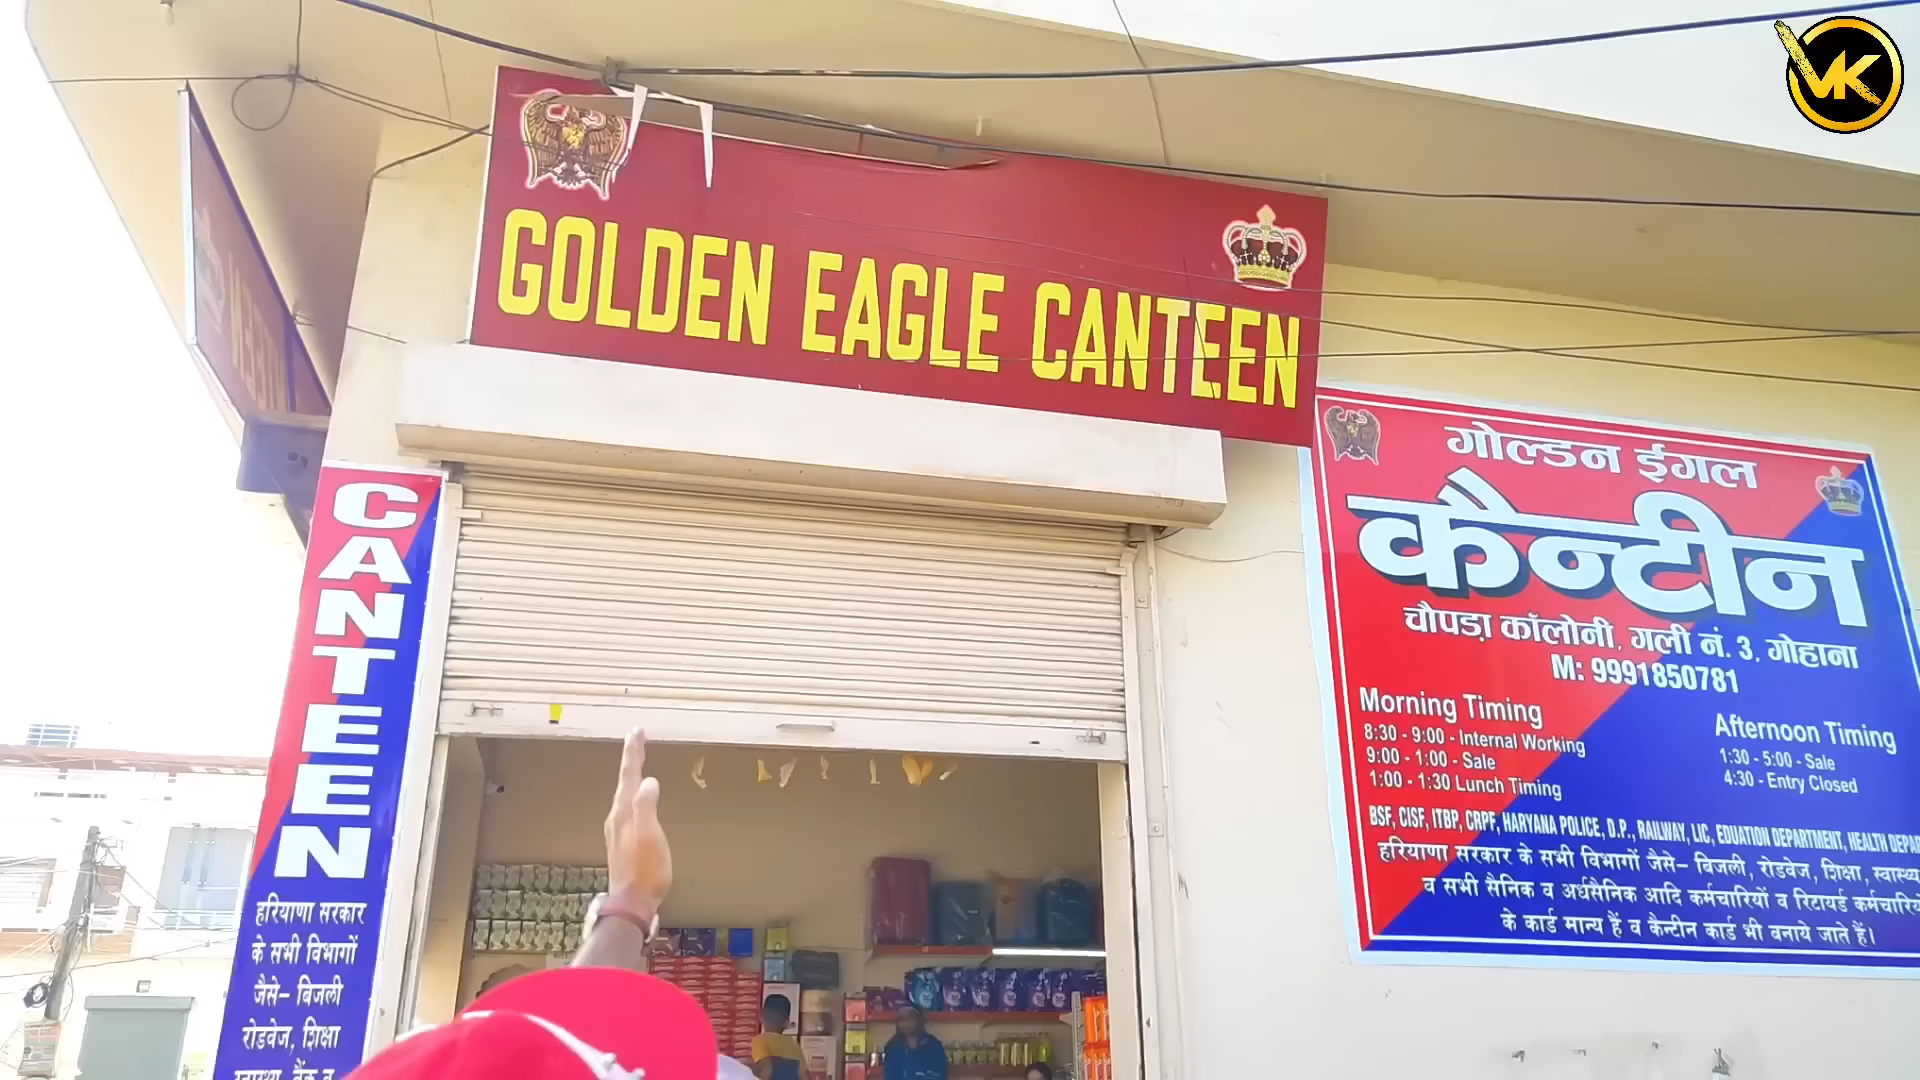 VK
GOLDEN EAGLE CANTEEN
CANTEEN
हरियाणा सरकार
के सभी विभागों
जैसे– बिजली
रोडवेज, शिक्षा
गोल्डन ईगल
कैन्टीन
चौपड़ा कॉलोनी, गली नं. 3, गोहाना
M: 9991850781
Morning Timing
8:30 - 9:00 - Internal Working
9:00 - 1:00 - Sale
1:00 - 1:30 Lunch Timing
Afternoon Timing
1:30 - 5:00 - Sale
4:30 - Entry Closed
BSF, CISF, ITBP, CRPF, HARYANA POLICE, D.P., RAILWAY, LIC, EDUATION DEPARTMENT, HEALTH
हरियाणा सरकार के सभी विभागों जैसे– बिजली, रोडवेज, शिक्षा,
व सभी सैनिक व अर्धसैनिक आदि कर्मचारियों व रिटायर्ड
के कार्ड मान्य हैं व कैन्टीन कार्ड भी बनाये जाते हैं।